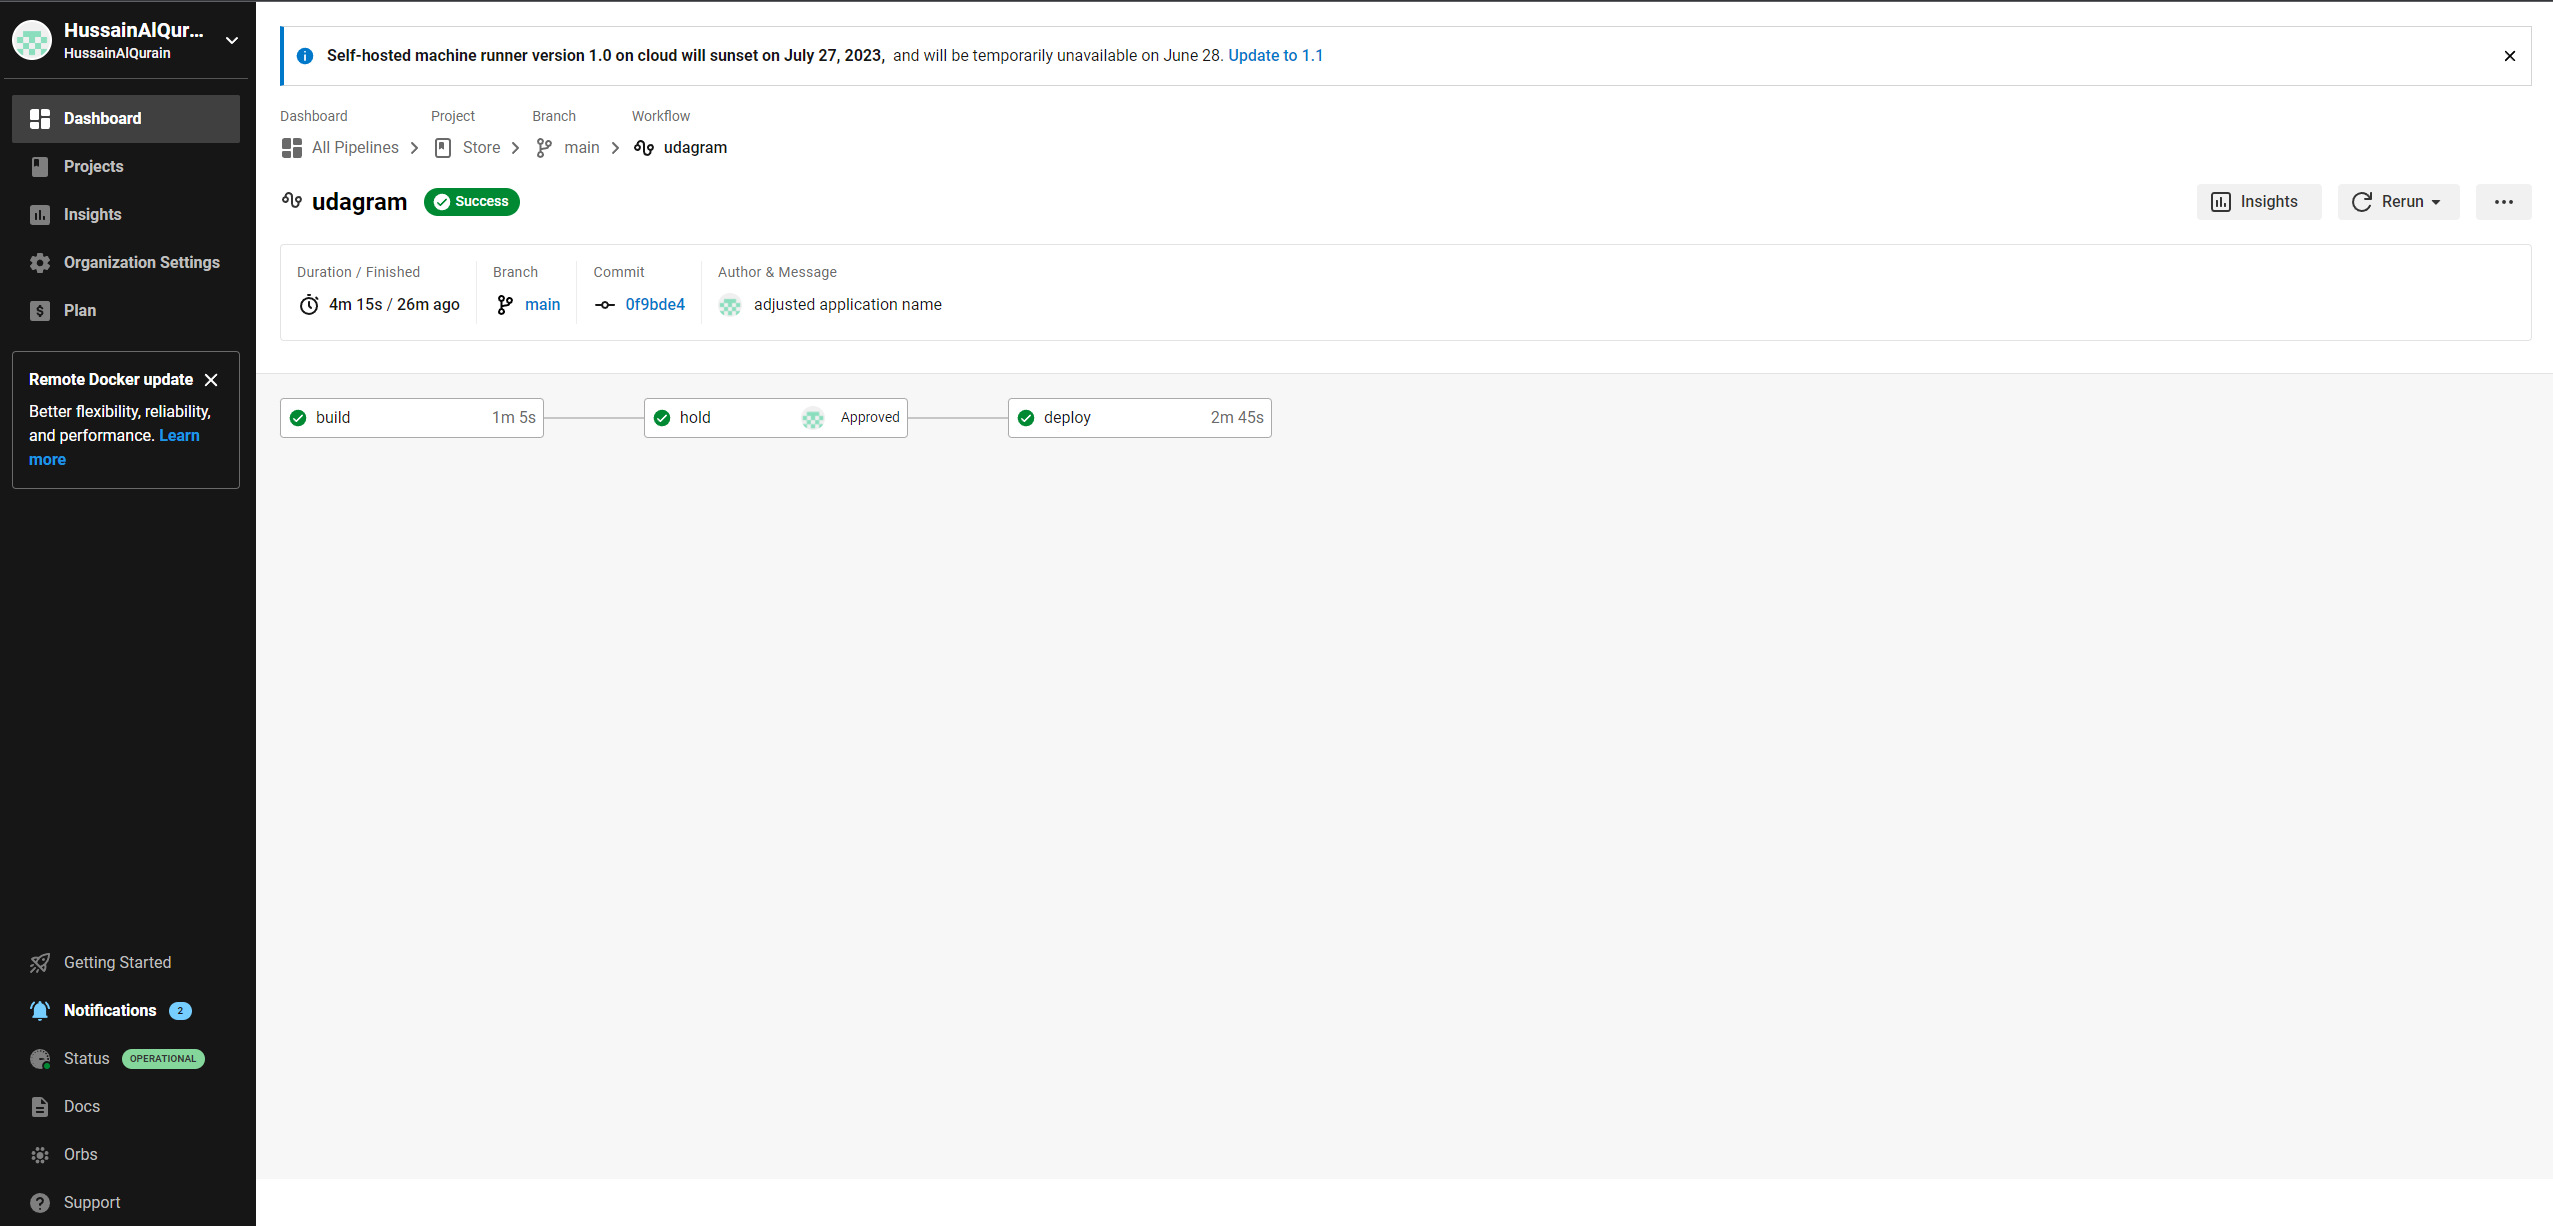 HussainAlQur...
HussainAlQurain
Dashboard
Projects
Insights
Organization Settings
Plan
Remote Docker update
Better flexibility, reliability,
and performance. Learn
more
Getting Started
Notifications 2
Status OPERATIONAL
Docs
Orbs
Support
Self-hosted machine runner version 1.0 on cloud will sunset on July 27, 2023, and will be temporarily unavailable on June 28. Update to 1.1
Dashboard Project Branch Workflow
All Pipelines Store main udagram
udagram Success
Insights Rerun
Duration / Finished Branch Commit Author & Message
4m 15s / 26m ago main 0f9bde4 adjusted application name
build 1m 5s hold Approved deploy 2m 45s